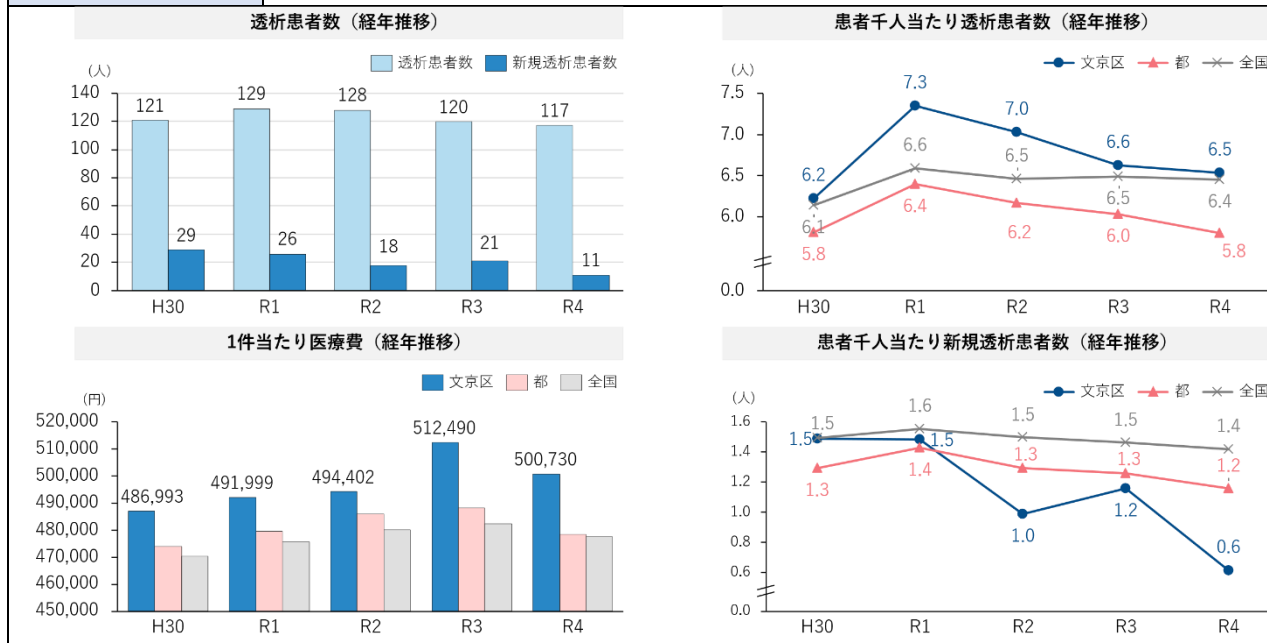 透析患者数（経年推移）
（人）
透析患者数 新規透析患者数
140
120
100
80
60
40
20
0
121 129 128 120 117
29 26 18 21 11
H30 R1 R2 R3 R4
患者千人当たり透析患者数（経年推移）
（人）
文京区 都 全国
7.5
7.0
6.5
6.0
0.0
6.2 7.3 7.0 6.6 6.5
6.1 6.6 6.5 6.5 6.4
5.8 6.4 6.2 6.0 5.8
H30 R1 R2 R3 R4
1件当たり医療費（経年推移）
（円）
文京区 都 全国
520,000
510,000
500,000
490,000
480,000
470,000
460,000
450,000
486,993 491,999 494,402 512,490 500,730
H30 R1 R2 R3 R4
患者千人当たり新規透析患者数（経年推移）
（人）
文京区 都 全国
1.6
1.4
1.2
1.0
0.8
0.6
0.0
1.5 1.6 1.5 1.5 1.4
1.5 1.5 1.0 1.2 0.6
1.3 1.4 1.3 1.3 1.2
H30 R1 R2 R3 R4